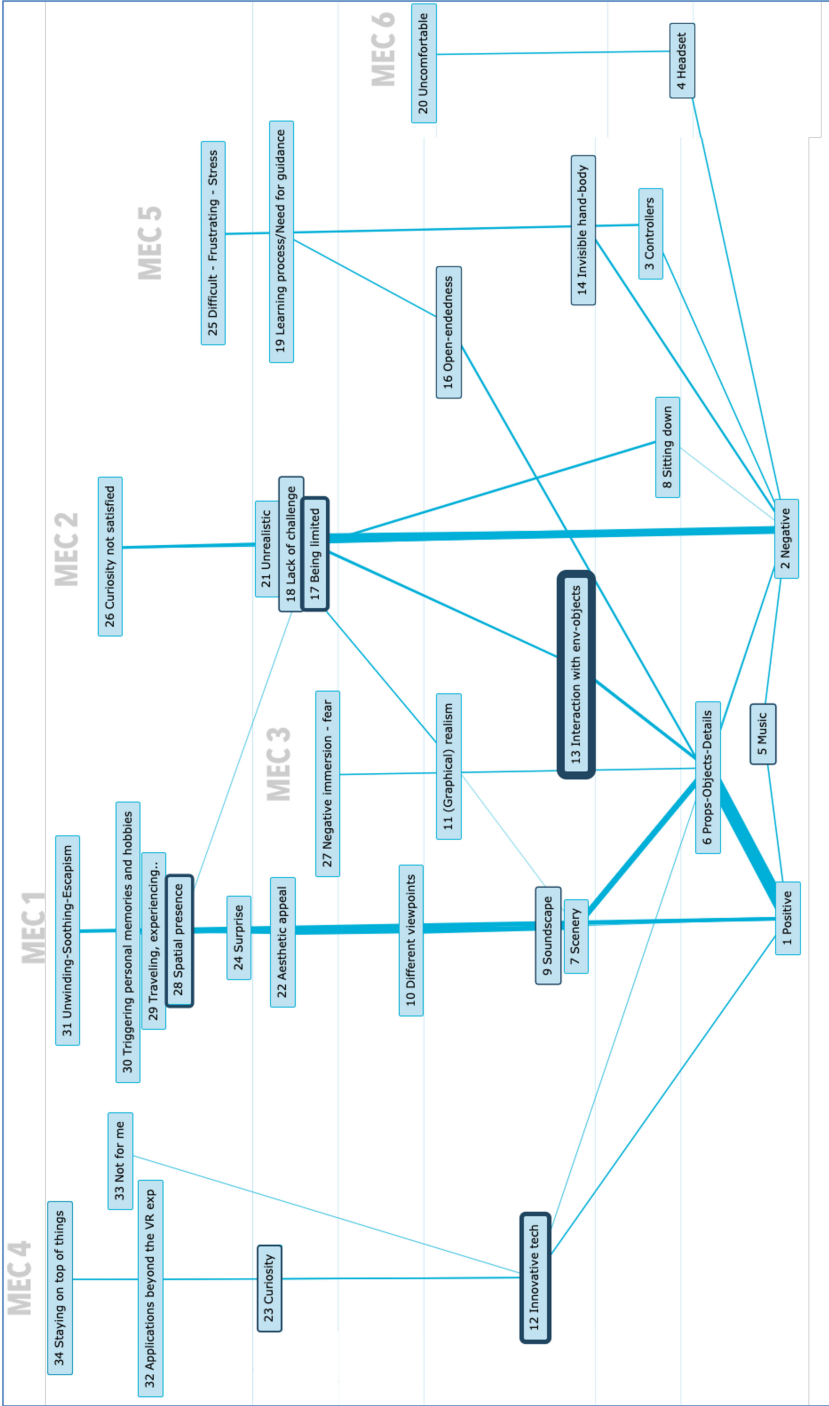 MEC 4
MEC 1
MEC 3
MEC 2
MEC 5
MEC 6
34 Staying on top of things
31 Unwinding-Soothing-Escapism
26 Curiosity not satisfied
33 Not for me
30 Triggering personal memories and hobbies
32 Applications beyond the VR exp
29 Traveling, experiencing..
28 Spatial presence
25 Difficult - Frustrating - Stress
24 Surprise
21 Unrealistic
23 Curiosity
22 Aesthetic appeal
18 Lack of challenge
19 Learning process/Need for guidance
17 Being limited
27 Negative immersion - fear
10 Different viewpoints
20 Uncomfortable
11 (Graphical) realism
16 Open-endedness
12 Innovative tech
9 Soundscape
7 Scenery
13 Interaction with env-objects
14 Invisible hand-body
3 Controllers
8 Sitting down
4 Headset
6 Props-Objects-Details
5 Music
1 Positive
2 Negative